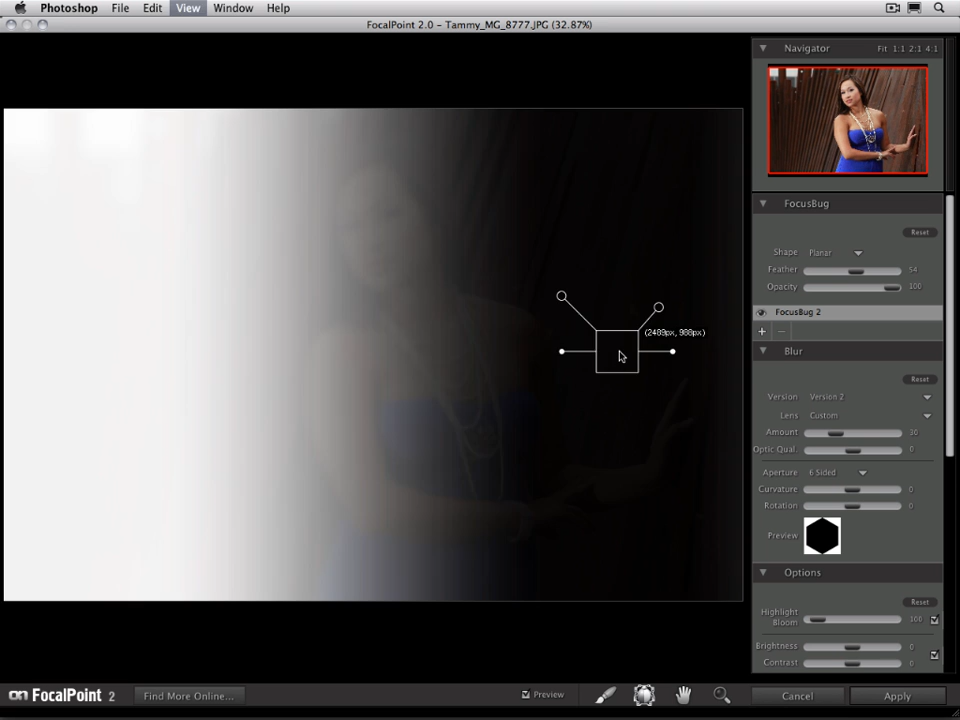 Photoshop File Edit View Window Help
FocalPoint 2.0 - Tammy_MG_8777.JPG (32.87%)
Navigator Fit 1:1 2:1 4:1
FocusBug
Reset
Shape Planar
Feather 54
Opacity 100
FocusBug 2
(2489px, 988px)
Blur
Reset
Version Version 2
Lens Custom
Amount 30
Optic Qual. 0
Aperture 6 Sided
Curvature 0
Rotation 0
Preview
Options
Reset
Highlight
Bloom 100
Brightness 0
Contrast 0
on FocalPoint 2 Find More Online... Preview Cancel Apply